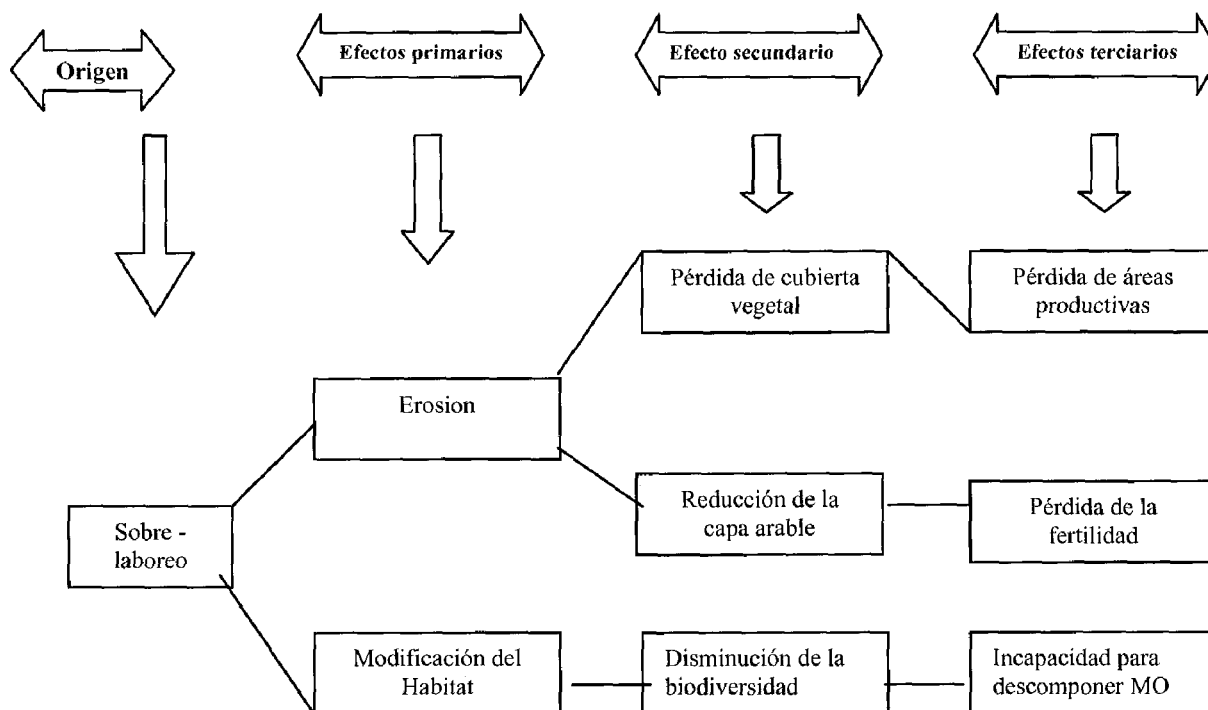 Origen
Efectos primarios
Efecto secundario
Efectos terciarios
Pérdida de cubierta
vegetal
Pérdida de áreas
productivas
Erosion
Reducción de la
capa arable
Pérdida de la
fertilidad
Sobre -
laboreo
Modificación del
Habitat
Disminución de la
biodiversidad
Incapacidad para
descomponer MO